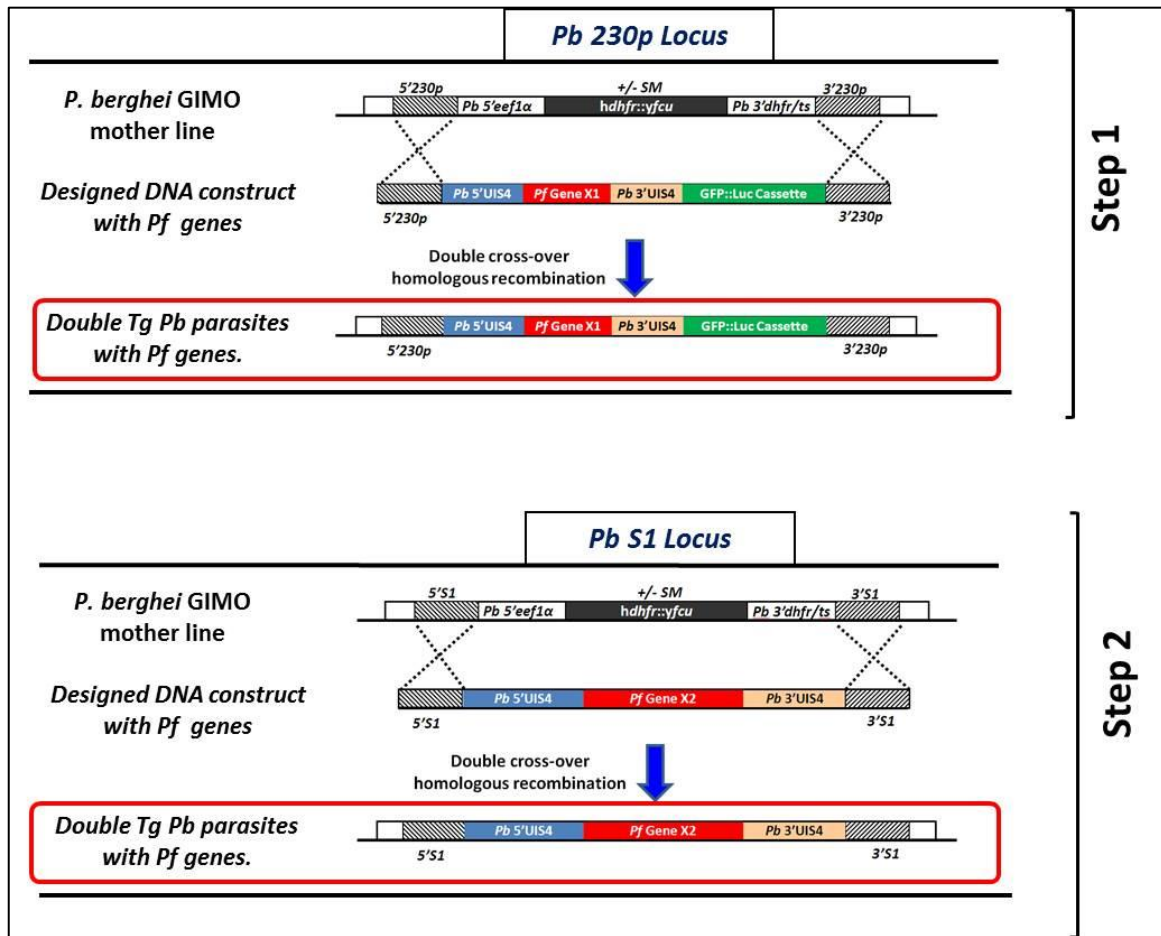 Pb 230p Locus
P. berghei GIMO
mother line
5'230p
+/- SM
3'230p
Pb 5'eef1α
hdhfr::yfcu
Pb 3'dhfr/ts
Designed DNA construct
with Pf genes
Pb 5'UIS4
Pf Gene X1
Pb 3'UIS4
GFP::Luc Cassette
5'230p
3'230p
Double cross-over
homologous recombination
Double Tg Pb parasites
with Pf genes.
Pb 5'UIS4
Pf Gene X1
Pb 3'UIS4
GFP::Luc Cassette
5'230p
3'230p
Step 1
Pb S1 Locus
P. berghei GIMO
mother line
5'S1
+/- SM
3'S1
Pb 5'eef1α
hdhfr::yfcu
Pb 3'dhfr/ts
Designed DNA construct
with Pf genes
Pb 5'UIS4
Pf Gene X2
Pb 3'UIS4
5'S1
3'S1
Double cross-over
homologous recombination
Double Tg Pb parasites
with Pf genes.
Pb 5'UIS4
Pf Gene X2
Pb 3'UIS4
5'S1
3'S1
Step 2